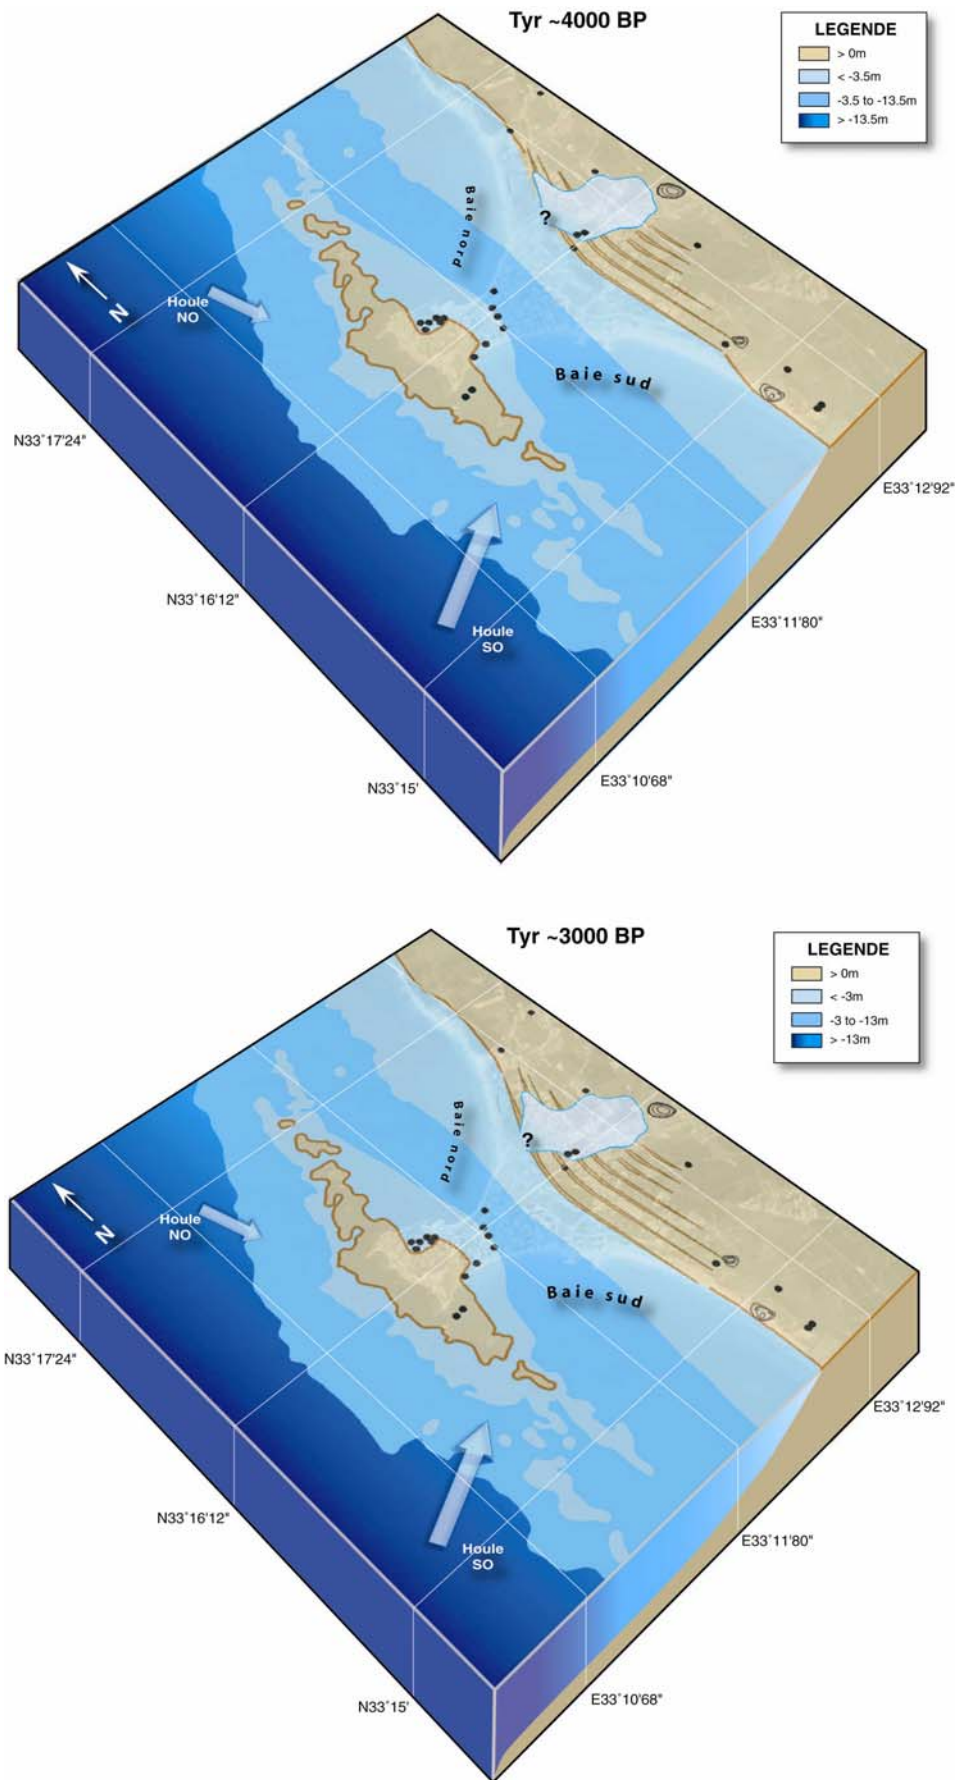 Tyr ~4000 BP
LEGENDE
> 0m
< -3.5m
-3.5 to -13.5m
> -13.5m
Baie nord
?
N
Houle
NO
Baie sud
N33°17'24"
E33°12'92"
N33°16'12"
E33°11'80"
Houle
SO
N33°15'
E33°10'68"
Tyr ~3000 BP
LEGENDE
> 0m
< -3m
-3 to -13m
> -13m
Baie nord
?
N
Houle
NO
Baie sud
N33°17'24"
E33°12'92"
N33°16'12"
E33°11'80"
Houle
SO
N33°15'
E33°10'68"